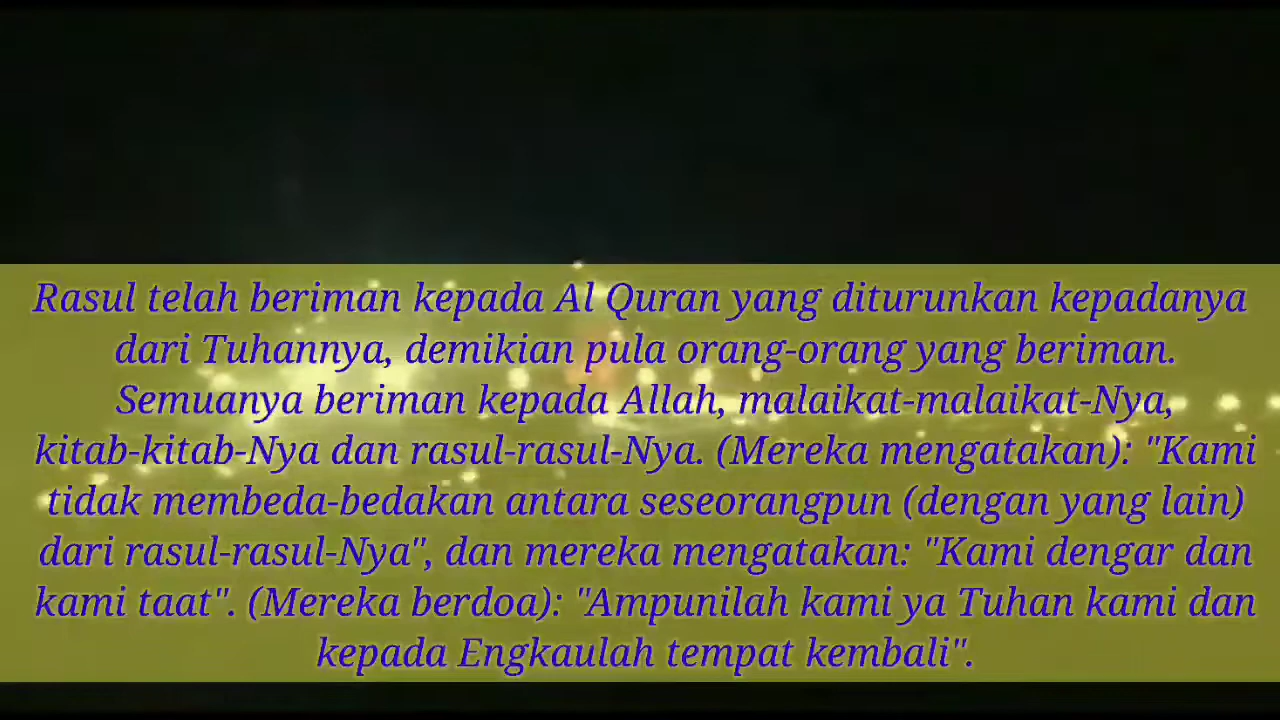 Rasul telah beriman kepada Al Quran yang diturunkan kepadanya
dari Tuhannya, demikian pula orang-orang yang beriman.
Semuanya beriman kepada Allah, malaikat-malaikat-Nya,
kitab-kitab-Nya dan rasul-rasul-Nya. (Mereka mengatakan): "Kami
tidak membeda-bedakan antara seseorangpun (dengan yang lain)
dari rasul-rasul-Nya", dan mereka mengatakan: "Kami dengar dan
kami taat". (Mereka berdoa): "Ampunilah kami ya Tuhan kami dan
kepada Engkaulah tempat kembali".